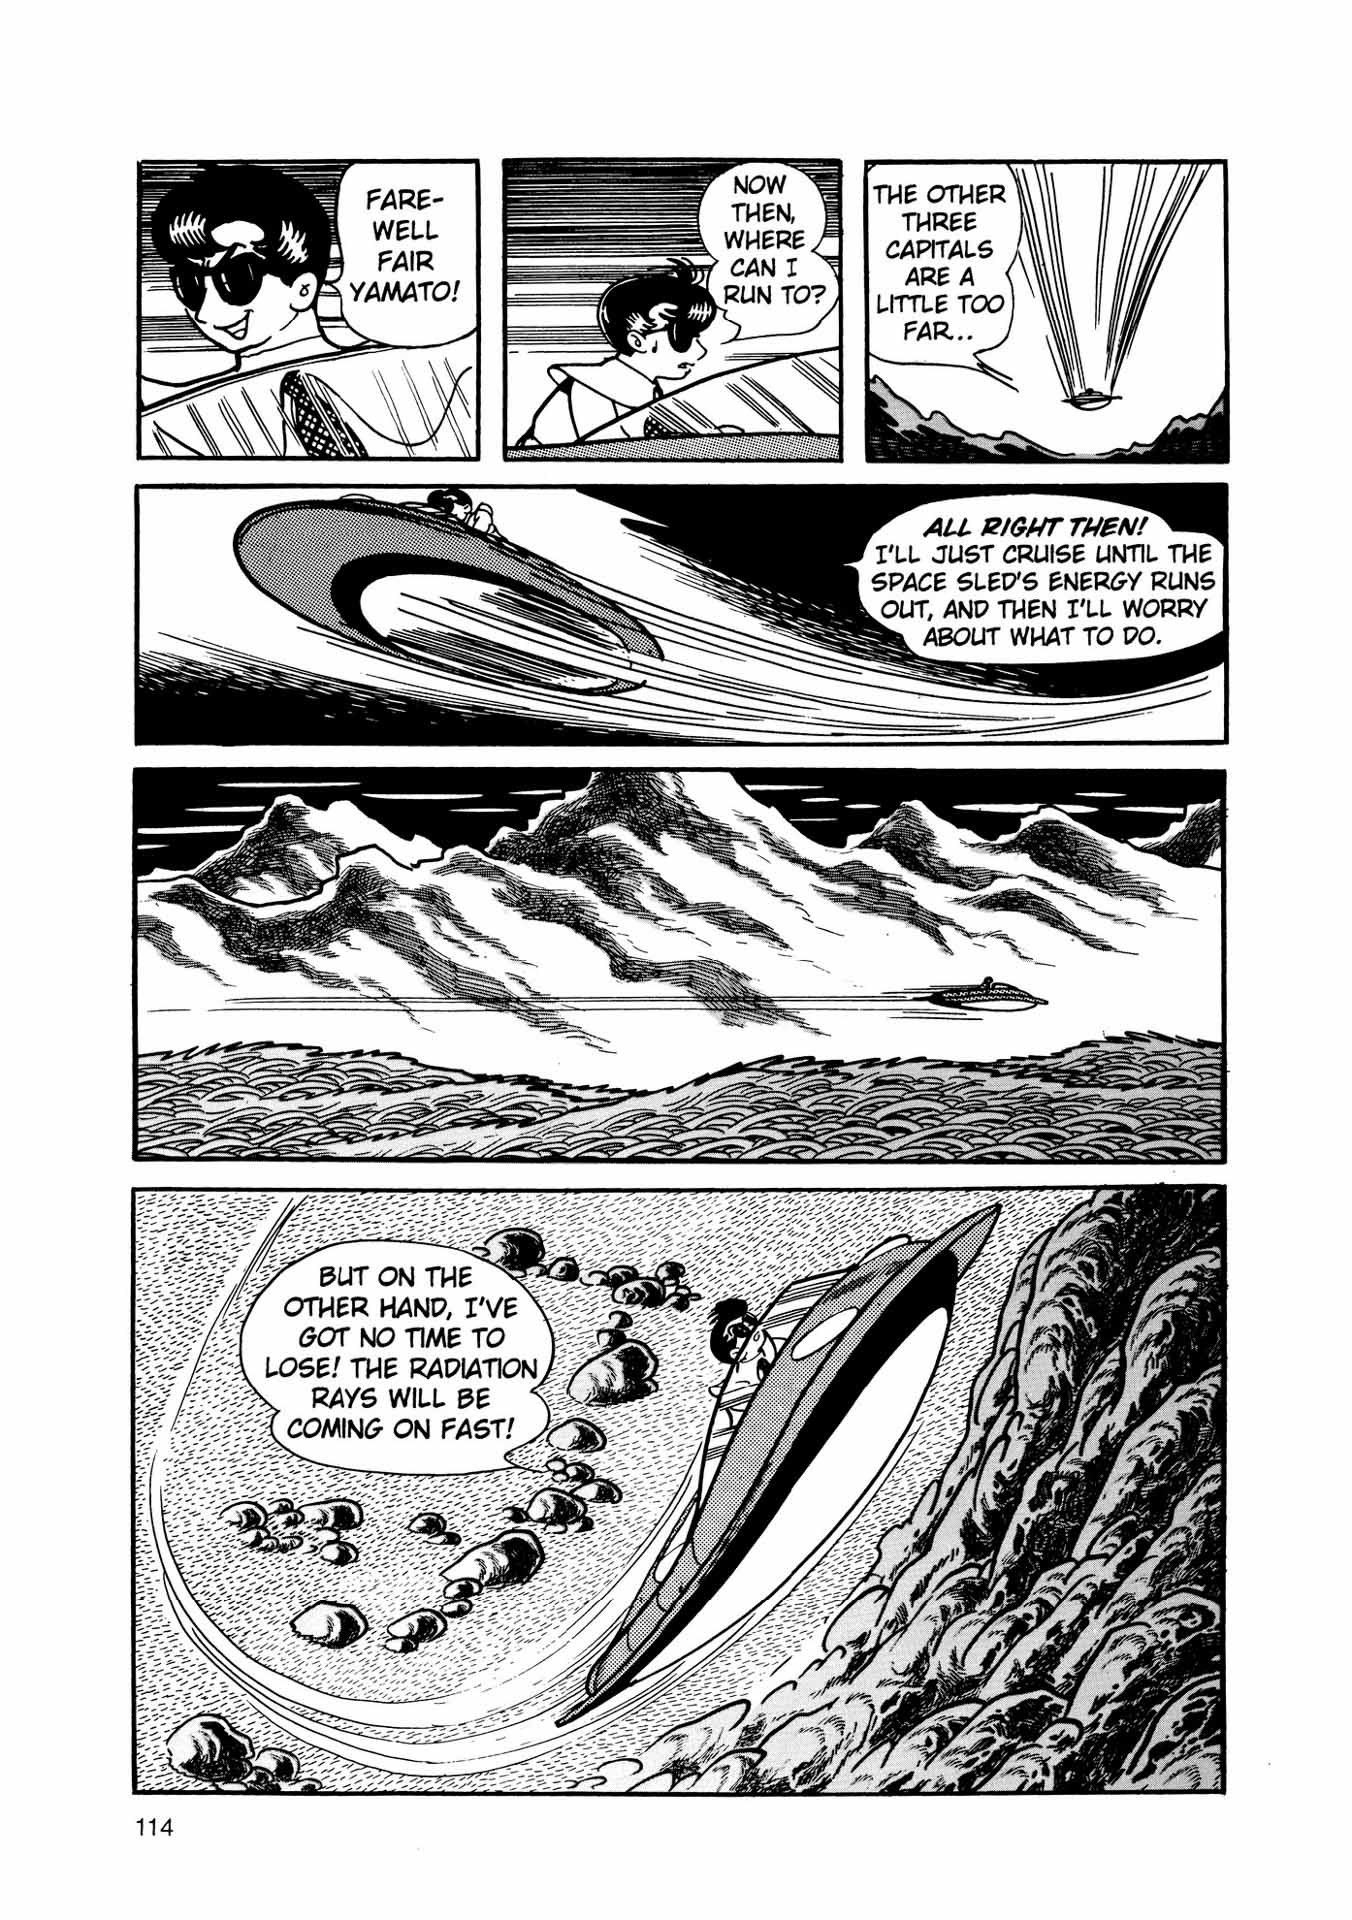 FARE-
WELL
FAIR
YAMATO!
NOW
THEN,
WHERE
CAN I
RUN TO?
THE OTHER
THREE
CAPITALS
ARE A
LITTLE TOO
FAR...
ALL RIGHT THEN!
I'LL JUST CRUISE UNTIL THE
SPACE SLED'S ENERGY RUNS
OUT, AND THEN I'LL WORRY
ABOUT WHAT TO DO.
BUT ON THE
OTHER HAND, I'VE
GOT NO TIME TO
LOSE! THE RADIATION
RAYS WILL BE
COMING ON FAST!
114